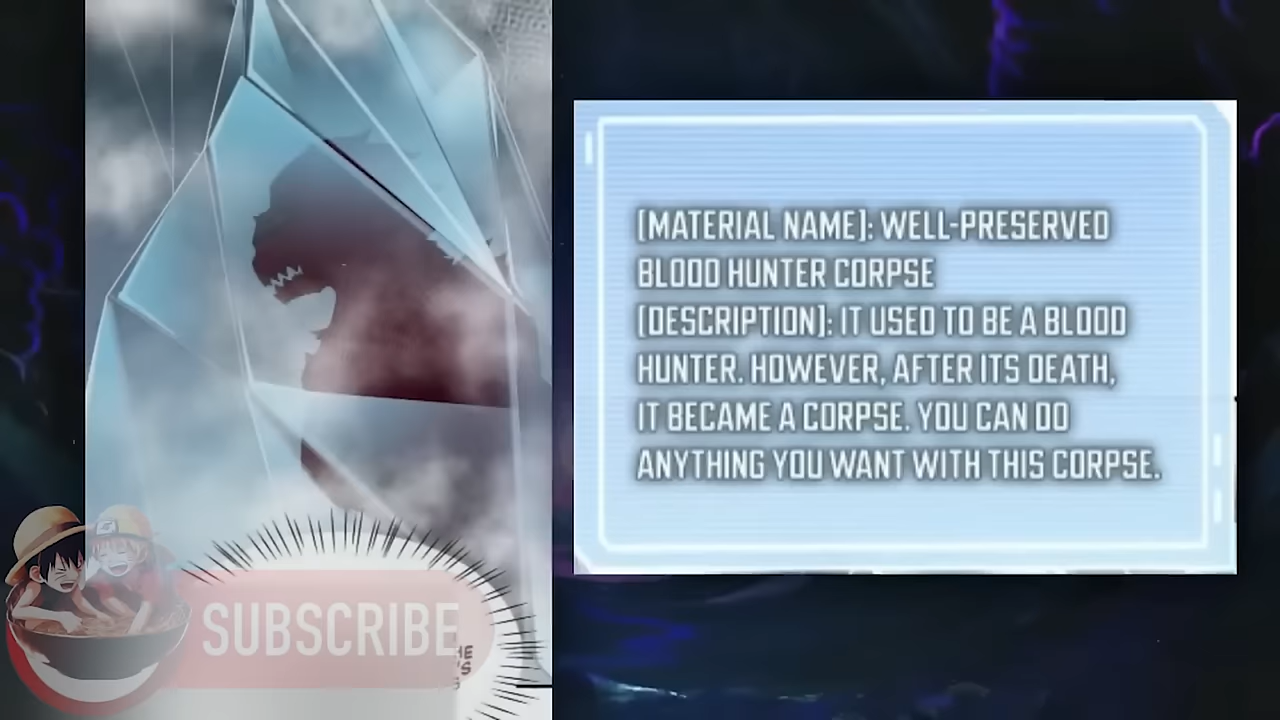 [MATERIAL NAME]: WELL-PRESERVED
BLOOD HUNTER CORPSE
[DESCRIPTION]: IT USED TO BE A BLOOD
HUNTER. HOWEVER, AFTER ITS DEATH,
IT BECAME A CORPSE. YOU CAN DO
ANYTHING YOU WANT WITH THIS CORPSE.
SUBSCRIBE